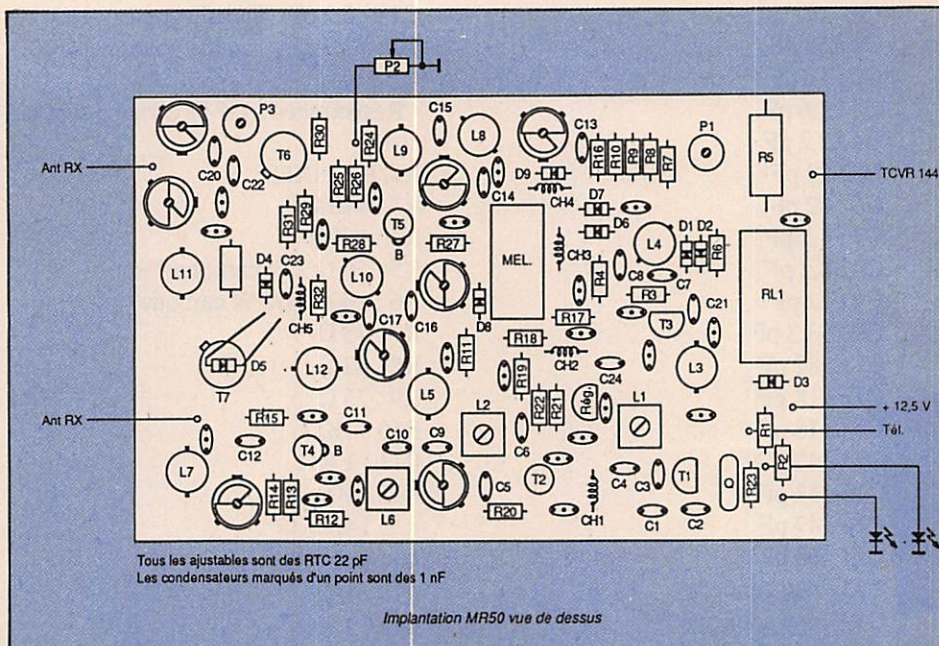 P2
C15
P3
R30
R24
L9
L8
C13
R16
R10
R9
R8
R7
P1
R5
Ant RX
T6
TCVR 144
C20
C22
R25
R26
D9
CH4
C14
D7
D6
R31
R29
T5
B
R28
R27
MEL.
CH3
L4
D1
D2
R6
L11
D4
C23
R32
L10
R4
C8
C7
R3
C21
RL1
CH5
C17
C16
D8
R17
T3
R18
CH2
D5
T7
L12
R11
R19
C24
L3
D3
L5
L2
R22
R21
Rég.
L1
+ 12,5 V
Ant RX
R15
C11
C6
R1
Tél.
C12
T4
B
C10
C9
R2
L7
C5
T2
C4
C3
T1
Q
R23
R14
R13
R12
L6
R20
CH1
C1
C2
Tous les ajustables sont des RTC 22 pF
Les condensateurs marqués d'un point sont des 1 nF
Implantation MR50 vue de dessus